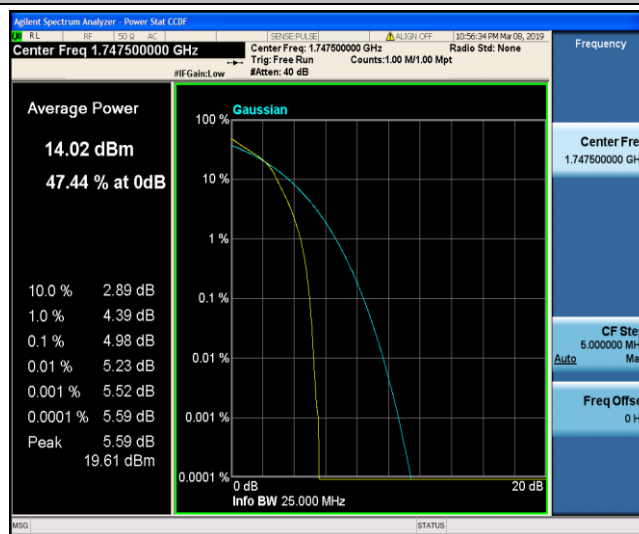 Agilent Spectrum Analyzer - Power Stat CCDF
RL RF 50 Ω AC SENSE:PULSE ALIGN OFF 10:56:34 PM Mar 08, 2019
Center Freq 1.747500000 GHz
Center Freq: 1.747500000 GHz Radio Std: None
Trig: Free Run Counts:1.00 M/1.00 Mpt
#IFGain:Low #Atten: 40 dB
Frequency
Average Power
14.02 dBm
47.44 % at 0dB
10.0 % 2.89 dB
1.0 % 4.39 dB
0.1 % 4.98 dB
0.01 % 5.23 dB
0.001 % 5.52 dB
0.0001 % 5.59 dB
Peak 5.59 dB
19.61 dBm
Gaussian
100 %
10 %
1 %
0.1 %
0.01 %
0.001 %
0.0001 %
0 dB 20 dB
Info BW 25.000 MHz
Center Fre
1.747500000 GH
CF Ste
5.000000 MH
Auto Ma
Freq Offse
0 H
MSG STATUS